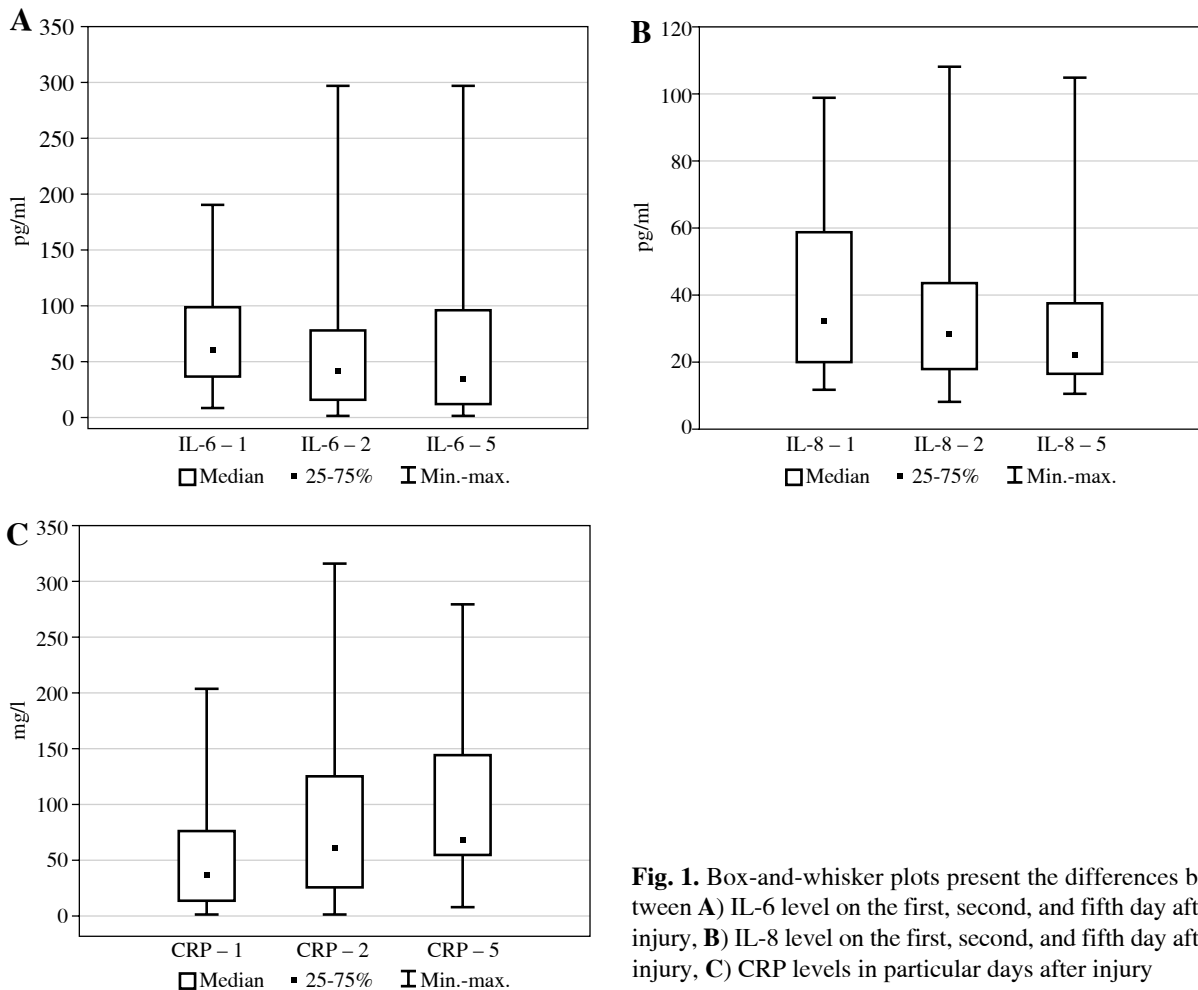 A
350
300
250
200
150
100
50
0
pg/ml
IL-6 – 1 IL-6 – 2 IL-6 – 5
Median 25-75% Min.-max.
B
120
100
80
60
40
20
0
pg/ml
IL-8 – 1 IL-8 – 2 IL-8 – 5
Median 25-75% Min.-max.
C
350
300
250
200
150
100
50
0
mg/l
CRP – 1 CRP – 2 CRP – 5
Median 25-75% Min.-max.
Fig. 1. Box-and-whisker plots present the differences b
tween A) IL-6 level on the first, second, and fifth day aft
injury, B) IL-8 level on the first, second, and fifth day aft
injury, C) CRP levels in particular days after injury